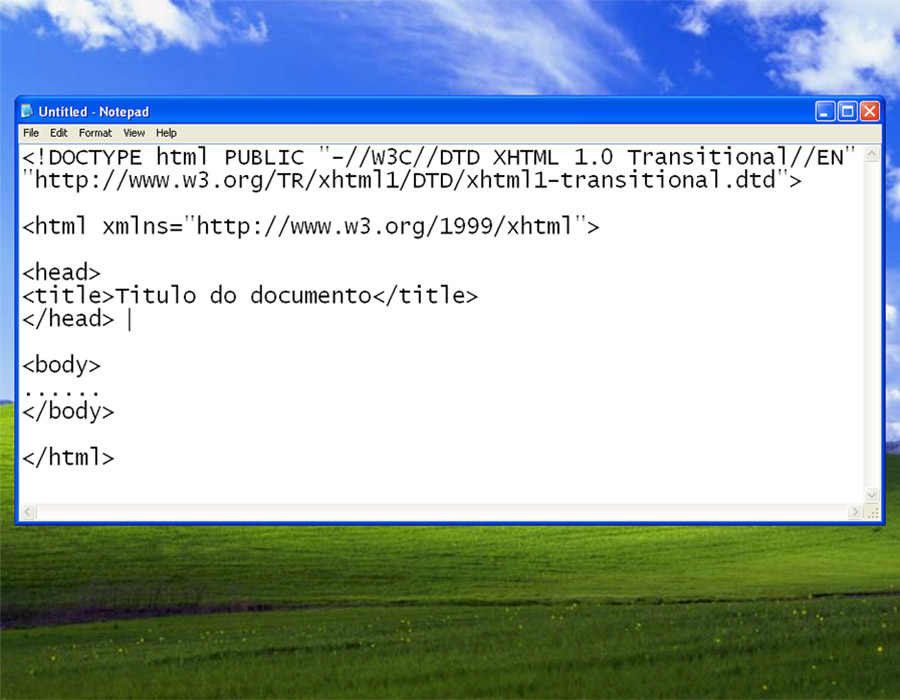 Untitled - Notepad
File Edit Format View Help
<!DOCTYPE html PUBLIC "-//W3C//DTD XHTML 1.0 Transitional//EN"
"http://www.w3.org/TR/xhtml1/DTD/xhtml1-transitional.dtd">
<html xmlns="http://www.w3.org/1999/xhtml">
<head>
<title>Titulo do documento</title>
</head>
<body>
......
</body>
</html>